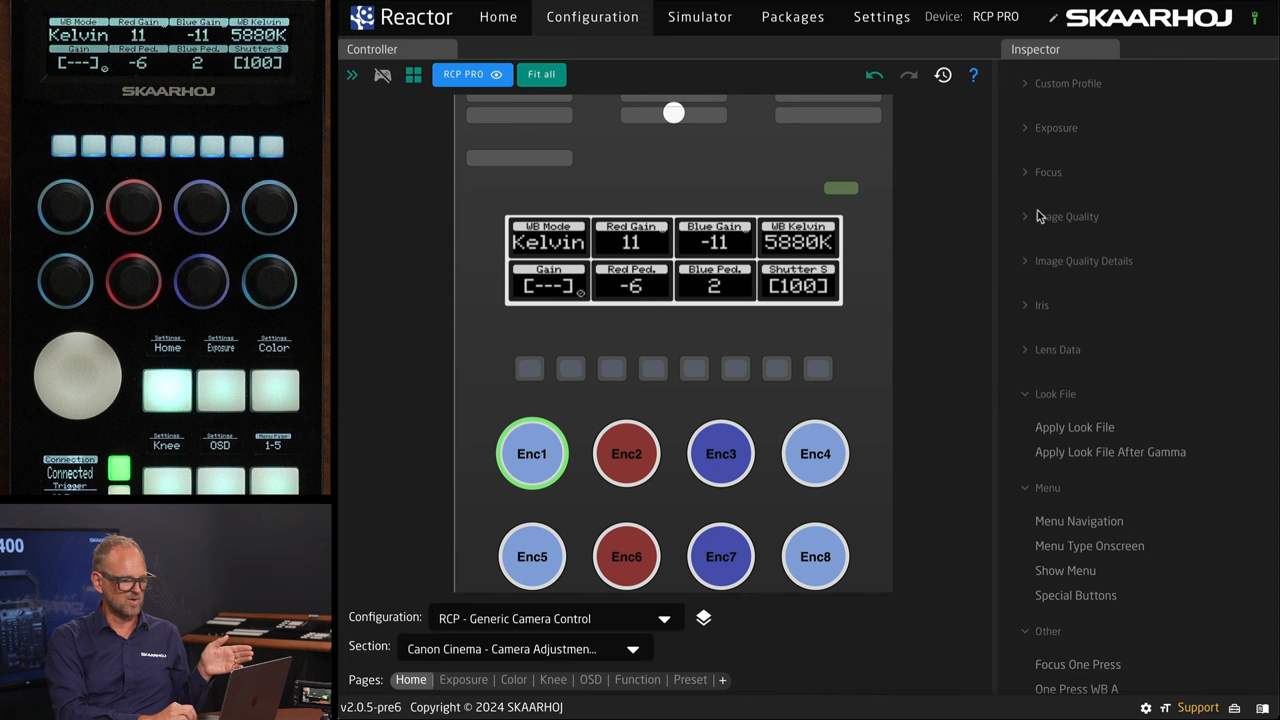 WB Mode Red Gain Blue Gain WB Kelvin
Kelvin 11 -11 5880K
Gain Red Ped. Blue Ped. Shutter S
[---] -6 2 [100]
SKAARHOJ
Settings Settings Settings
Home Exposure Color
Settings Settings Menu Page
Knee OSD 1-5
Connection
Connected
Trigger
400
SKAARHOJ
Reactor Home Configuration Simulator Packages Settings Device: RCP PRO SKAARHOJ
Controller
RCP PRO Fit all
?
WB Mode Red Gain Blue Gain WB Kelvin
Kelvin 11 -11 5880K
Gain Red Ped. Blue Ped. Shutter S
[---] -6 2 [100]
Enc1 Enc2 Enc3 Enc4
Enc5 Enc6 Enc7 Enc8
Configuration: RCP - Generic Camera Control
Section: Canon Cinema - Camera Adjustmen...
Pages: Home Exposure Color Knee OSD Function Preset +
v2.0.5-pre6 Copyright © 2024 SKAARHOJ
Inspector
Custom Profile
Exposure
Focus
Image Quality
Image Quality Details
Iris
Lens Data
Look File
Apply Look File
Apply Look File After Gamma
Menu
Menu Navigation
Menu Type Onscreen
Show Menu
Special Buttons
Other
Focus One Press
One Press WB A
Support